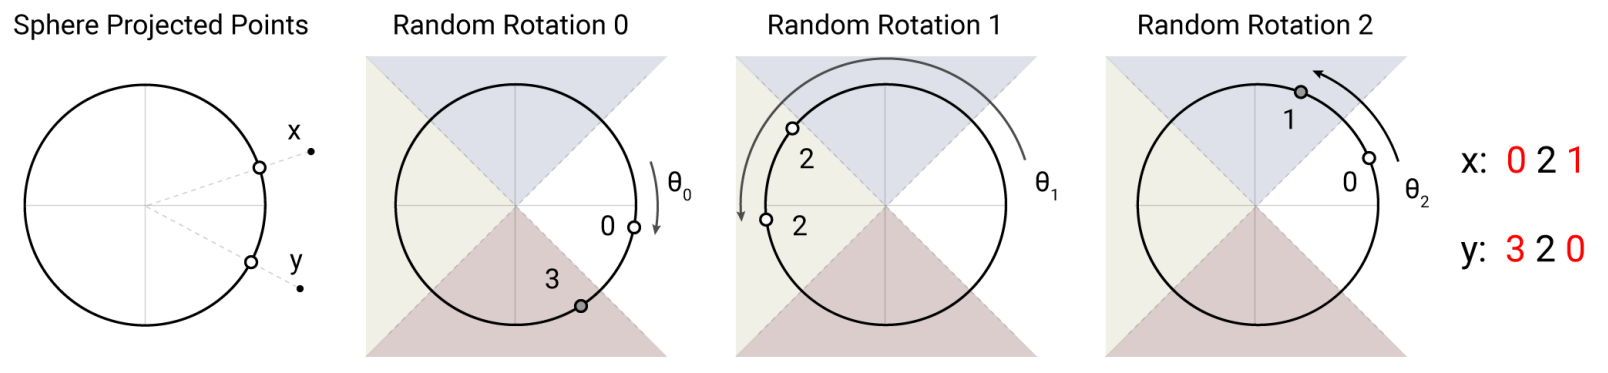 Sphere Projected Points
x
y
Random Rotation 0
0
3
θ0
Random Rotation 1
2
2
θ1
Random Rotation 2
1
0
θ2
x: 0 2 1
y: 3 2 0